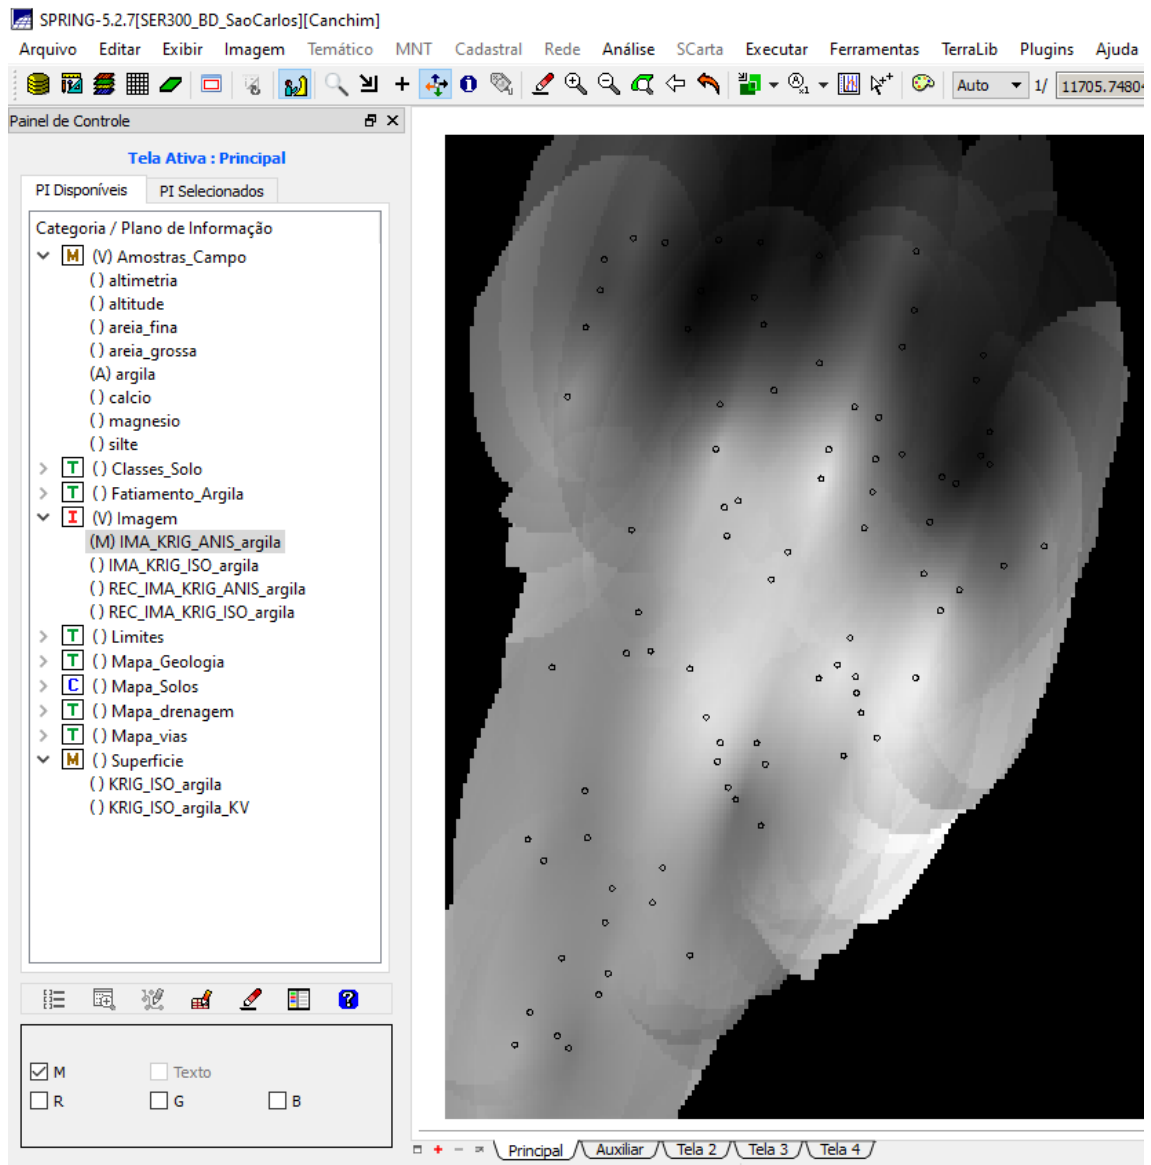 SPRING-5.2.7[SER300_BD_SaoCarlos][Canchim]
Arquivo Editar Exibir Imagem Temático MNT Cadastral Rede Análise SCarta Executar Ferramentas TerraLib Plugins Ajuda
Auto 1/ 11705.7480
Painel de Controle
Tela Ativa : Principal
PI Disponíveis PI Selecionados
Categoria / Plano de Informação
M (V) Amostras_Campo
( ) altimetria
( ) altitude
( ) areia_fina
( ) areia_grossa
(A) argila
( ) calcio
( ) magnesio
( ) silte
T ( ) Classes_Solo
T ( ) Fatiamento_Argila
I (V) Imagem
(M) IMA_KRIG_ANIS_argila
( ) IMA_KRIG_ISO_argila
( ) REC_IMA_KRIG_ANIS_argila
( ) REC_IMA_KRIG_ISO_argila
T ( ) Limites
T ( ) Mapa_Geologia
C ( ) Mapa_Solos
T ( ) Mapa_drenagem
T ( ) Mapa_vias
M ( ) Superficie
( ) KRIG_ISO_argila
( ) KRIG_ISO_argila_KV
M Texto
R G B
Principal Auxiliar Tela 2 Tela 3 Tela 4